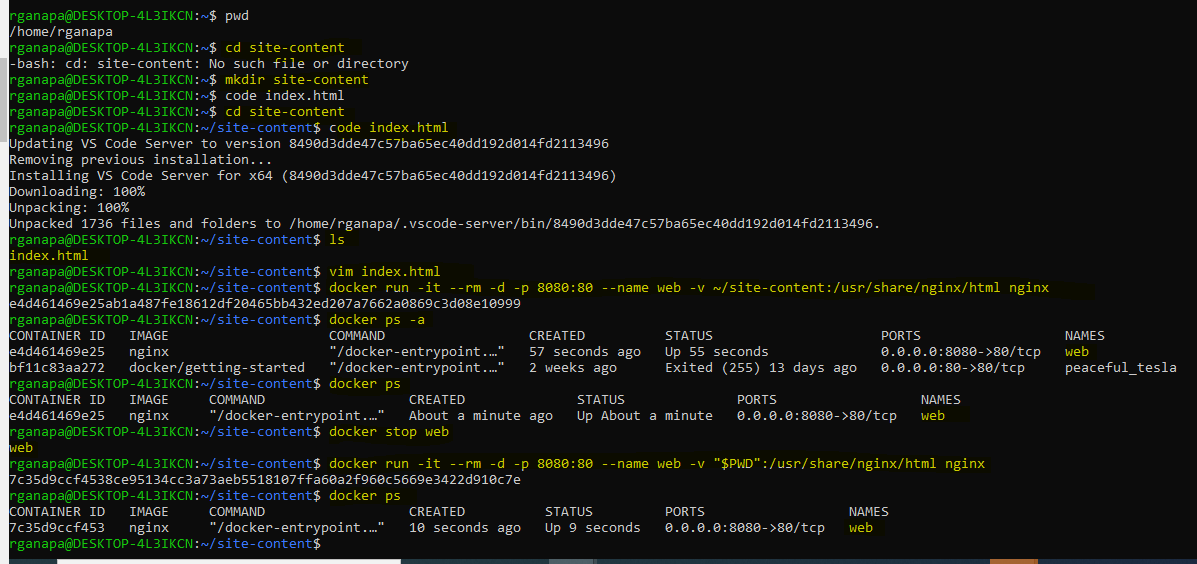 rganapa@DESKTOP-4L3IKCN:~$ pwd
/home/rganapa
rganapa@DESKTOP-4L3IKCN:~$ cd site-content
-bash: cd: site-content: No such file or directory
rganapa@DESKTOP-4L3IKCN:~$ mkdir site-content
rganapa@DESKTOP-4L3IKCN:~$ code index.html
rganapa@DESKTOP-4L3IKCN:~$ cd site-content
rganapa@DESKTOP-4L3IKCN:~/site-content$ code index.html
Updating VS Code Server to version 8490d3dde47c57ba65ec40dd192d014fd2113496
Removing previous installation...
Installing VS Code Server for x64 (8490d3dde47c57ba65ec40dd192d014fd2113496)
Downloading: 100%
Unpacking: 100%
Unpacked 1736 files and folders to /home/rganapa/.vscode-server/bin/8490d3dde47c57ba65ec40dd192d014fd2113496.
rganapa@DESKTOP-4L3IKCN:~/site-content$ ls
index.html
rganapa@DESKTOP-4L3IKCN:~/site-content$ vim index.html
rganapa@DESKTOP-4L3IKCN:~/site-content$ docker run -it --rm -d -p 8080:80 --name web -v ~/site-content:/usr/share/nginx/html nginx
e4d461469e25ab1a487fe18612df20465bb432ed207a7662a0869c3d08e10999
rganapa@DESKTOP-4L3IKCN:~/site-content$ docker ps -a
CONTAINER ID   IMAGE                    COMMAND                  CREATED          STATUS                     PORTS                  NAMES
e4d461469e25   nginx                    "/docker-entrypoint.…"   57 seconds ago   Up 55 seconds              0.0.0.0:8080->80/tcp   web
bf11c83aa272   docker/getting-started   "/docker-entrypoint.…"   2 weeks ago      Exited (255) 13 days ago   0.0.0.0:80->80/tcp     peaceful_tesla
rganapa@DESKTOP-4L3IKCN:~/site-content$ docker ps
CONTAINER ID   IMAGE     COMMAND                  CREATED              STATUS              PORTS                  NAMES
e4d461469e25   nginx     "/docker-entrypoint.…"   About a minute ago   Up About a minute   0.0.0.0:8080->80/tcp   web
rganapa@DESKTOP-4L3IKCN:~/site-content$ docker stop web
web
rganapa@DESKTOP-4L3IKCN:~/site-content$ docker run -it --rm -d -p 8080:80 --name web -v "$PWD":/usr/share/nginx/html nginx
7c35d9ccf4538ce95134cc3a73aeb5518107ffa60a2f960c5669e3422d910c7e
rganapa@DESKTOP-4L3IKCN:~/site-content$ docker ps
CONTAINER ID   IMAGE     COMMAND                  CREATED          STATUS         PORTS                  NAMES
7c35d9ccf453   nginx     "/docker-entrypoint.…"   10 seconds ago   Up 9 seconds   0.0.0.0:8080->80/tcp   web
rganapa@DESKTOP-4L3IKCN:~/site-content$